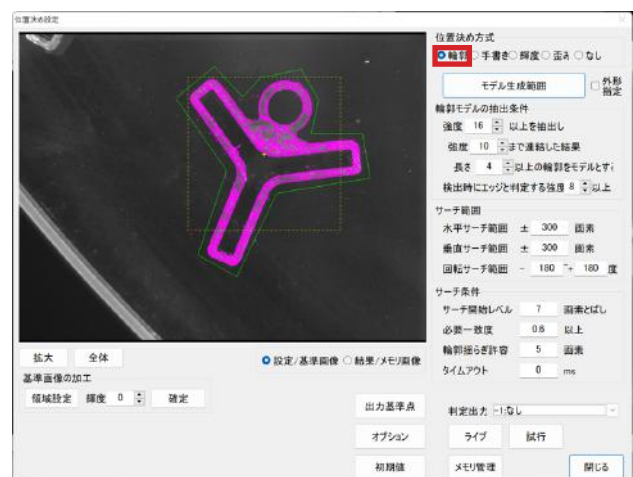 位置決め設定
位置決め方式
輪郭 手書き 輝度 歪み なし
モデル生成範囲 外形指定
輪郭モデルの抽出条件
強度 16 以上を抽出し
強度 10 まで連結した結果
長さ 4 以上の輪郭をモデルとす
検出時にエッジと判定する強度 8 以上
サーチ範囲
水平サーチ範囲 ± 300 画素
垂直サーチ範囲 ± 300 画素
回転サーチ範囲 - 180 ~+ 180 度
サーチ条件
サーチ開始レベル 7 画素とばし
必要一致度 0.6 以上
輪郭揺らぎ許容 5 画素
タイムアウト 0 ms
拡大 全体 設定/基準画像 結果/メモリ画像
基準画像の加工
領域設定 輝度 0 確定
出力基準点 判定出力 -1:なし
オプション ライブ 試行
初期値 メモリ管理 閉じる